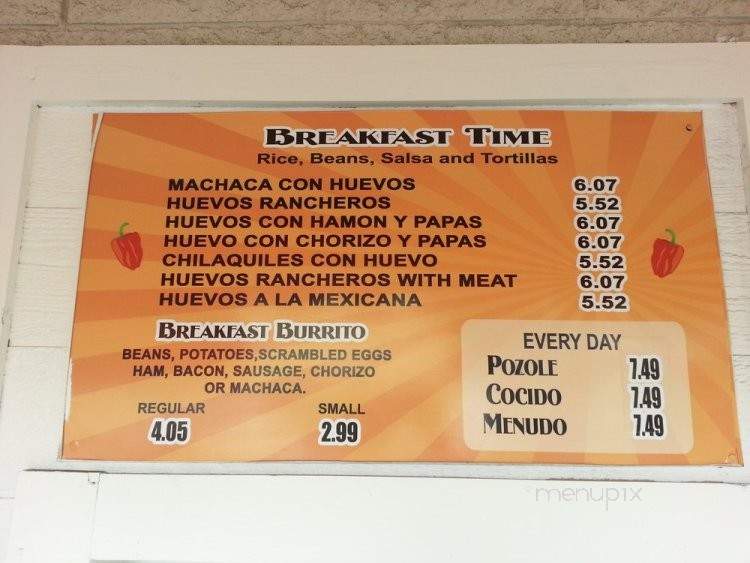 BREAKFAST TIME
Rice, Beans, Salsa and Tortillas
MACHACA CON HUEVOS 6.07
HUEVOS RANCHEROS 5.52
HUEVOS CON HAMON Y PAPAS 6.07
HUEVO CON CHORIZO Y PAPAS 6.07
CHILAQUILES CON HUEVO 5.52
HUEVOS RANCHEROS WITH MEAT 6.07
HUEVOS A LA MEXICANA 5.52
BREAKFAST BURRITO
BEANS, POTATOES,SCRAMBLED EGGS
HAM, BACON, SAUSAGE, CHORIZO
OR MACHACA.
REGULAR SMALL
4.05 2.99
EVERY DAY
POZOLE 7.49
COCIDO 7.49
MENUDO 7.49
menupix